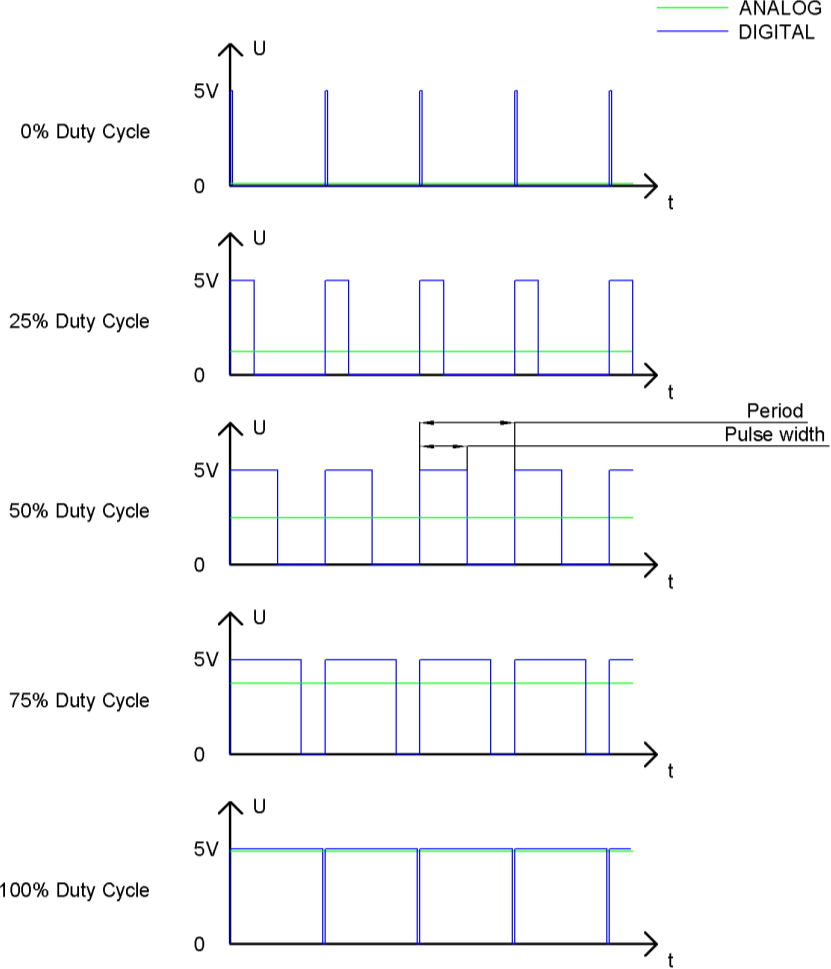 ANALOG
DIGITAL
U
5V
0% Duty Cycle
0
t
U
5V
25% Duty Cycle
0
t
Period
Pulse width
U
5V
50% Duty Cycle
0
t
U
5V
75% Duty Cycle
0
t
U
5V
100% Duty Cycle
0
t